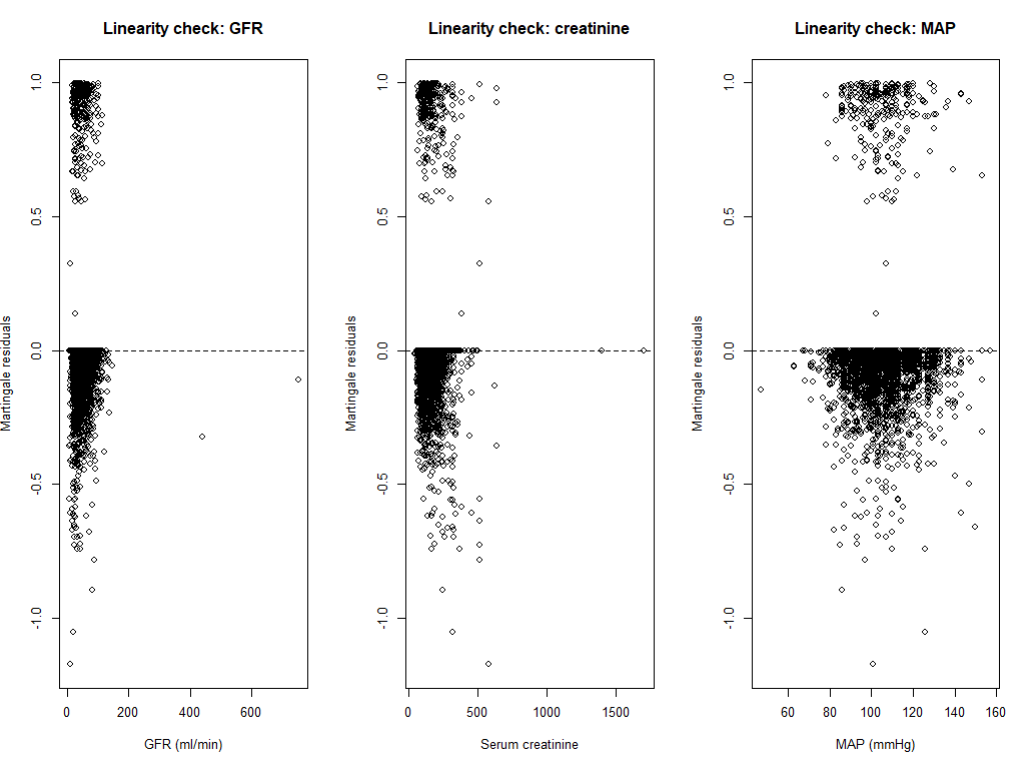 Linearity check: GFR
1.0
0.5
0.0
-0.5
-1.0
Martingale residuals
0 200 400 600
GFR (ml/min)
Linearity check: creatinine
1.0
0.5
0.0
-0.5
-1.0
Martingale residuals
0 500 1000 1500
Serum creatinine
Linearity check: MAP
1.0
0.5
0.0
-0.5
-1.0
Martingale residuals
60 80 100 120 140 160
MAP (mmHg)